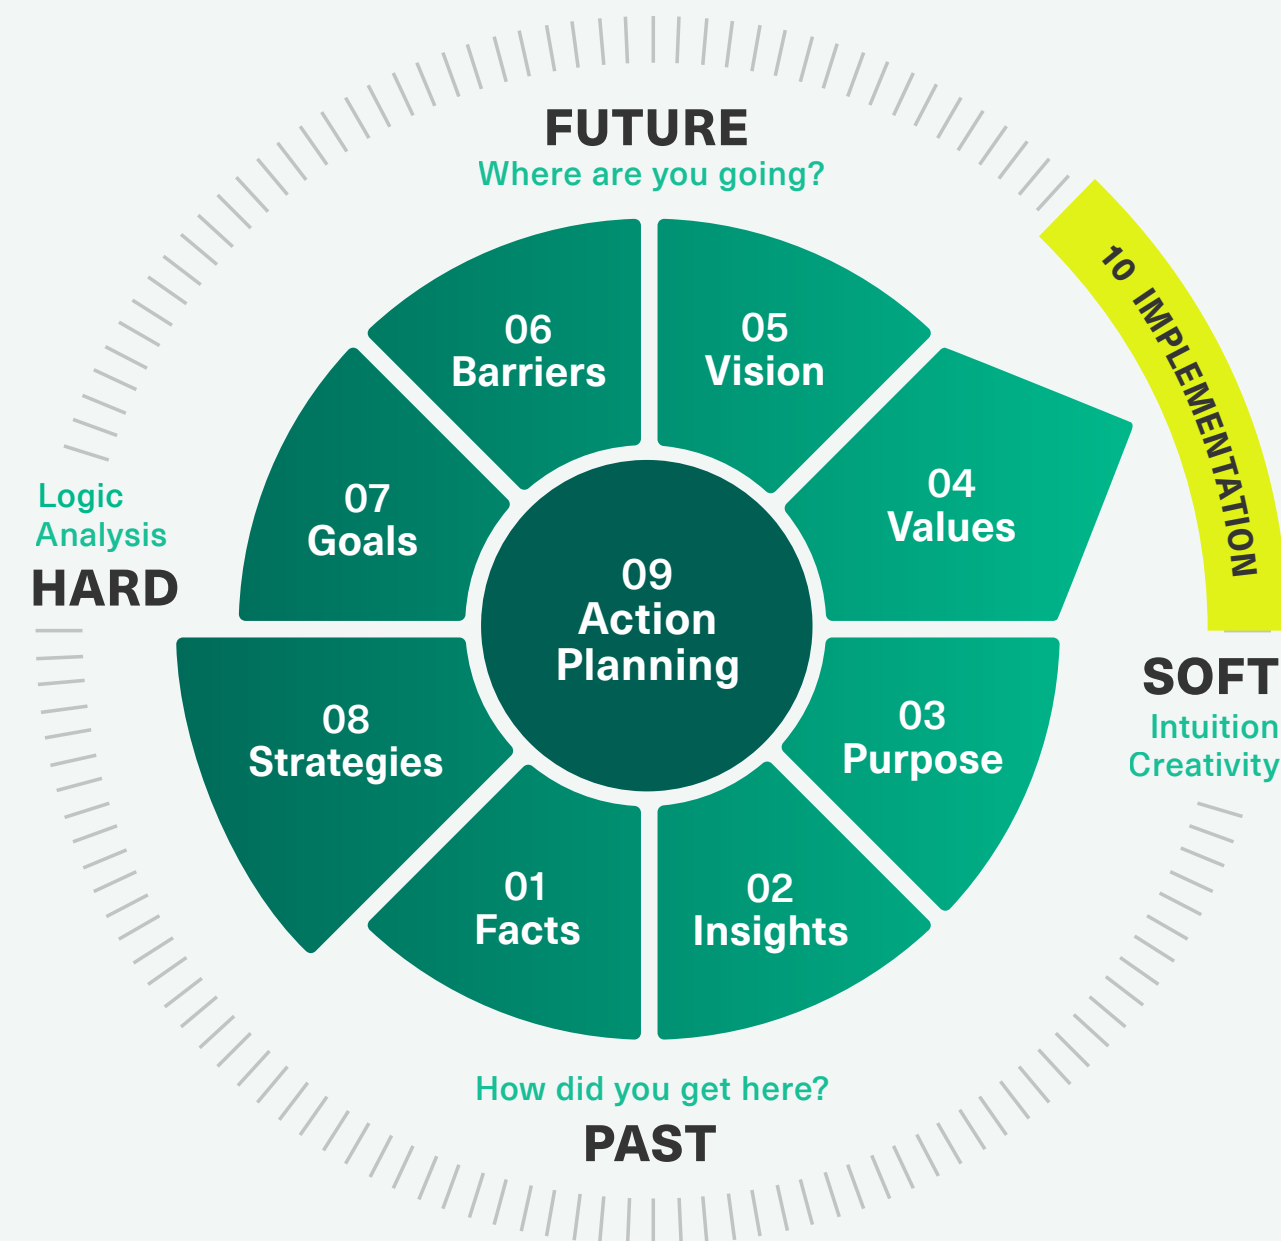 FUTURE
Where are you going?
10 IMPLEMENTATION
06
Barriers
05
Vision
07
Goals
04
Values
Logic
Analysis
HARD
09
Action
Planning
08
Strategies
03
Purpose
SOFT
Intuition
Creativity
01
Facts
02
Insights
How did you get here?
PAST